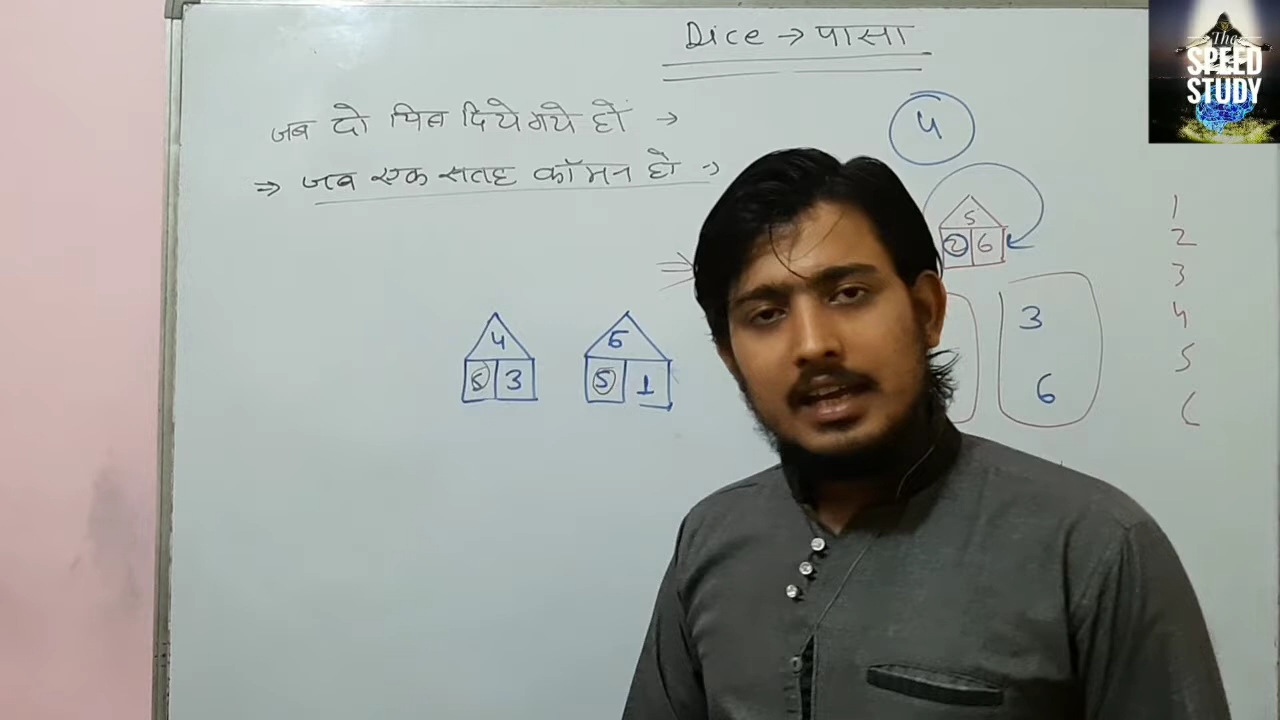 Dice → पासा
The
SPEED
STUDY
जब दो चित्र दिये गये हों →
4
⇒ जब एक सतह कॉमन हो →
5
2 6
4
5 3
6
5 1
3
6
1
2
3
4
5
6